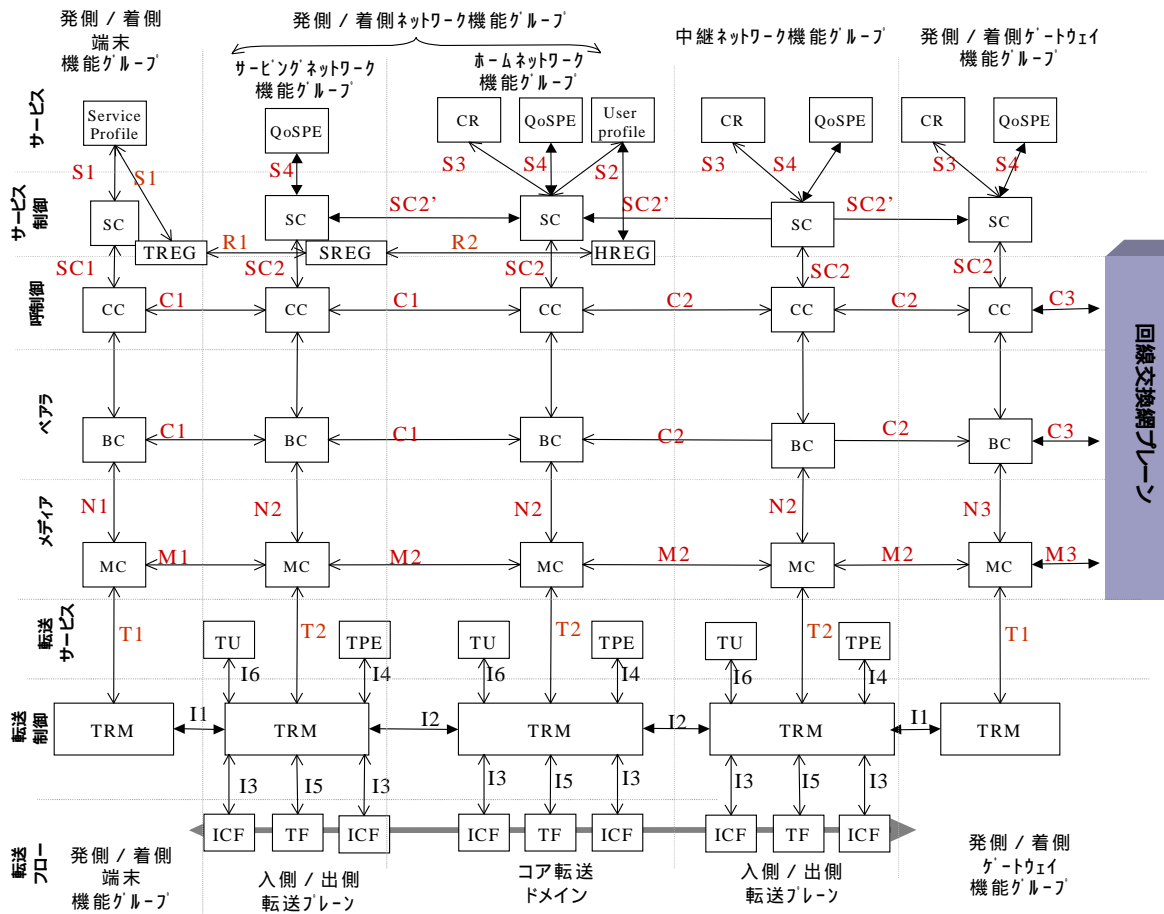 発側 / 着側
端末
機能グループ
発側 / 着側ネットワーク機能グループ
サービングネットワーク
機能グループ
ホームネットワーク
機能グループ
中継ネットワーク機能グループ
発側 / 着側ゲートウェイ
機能グループ
サービス
Service
Profile
QoSPE
CR
QoSPE
User
profile
CR
QoSPE
CR
QoSPE
S1
S1
S4
S3
S4
S2
S3
S4
S3
S4
サービス
制御
SC
SC
SC2’
SC
SC2’
SC
SC2’
SC
TREG
R1
SREG
R2
HREG
SC1
SC2
SC2
SC2
SC2
呼制御
CC
C1
CC
C1
CC
C2
CC
C2
CC
C3
回線交換網プレーン
ベアラ
BC
C1
BC
C1
BC
C2
BC
C2
BC
C3
メディア
N1
N2
N2
N2
N3
MC
M1
MC
M2
MC
M2
MC
M2
MC
M3
転送
サービス
T1
TU
T2
TPE
TU
T2
TPE
TU
T2
TPE
T1
I6
I4
I6
I4
I6
I4
転送
制御
TRM
I1
TRM
I2
TRM
I2
TRM
I1
TRM
I3
I5
I3
I3
I5
I3
I3
I5
I3
転送
フロー
ICF
TF
ICF
ICF
TF
ICF
ICF
TF
ICF
発側 / 着側
端末
機能グループ
入側 / 出側
転送プレーン
コア転送
ドメイン
入側 / 出側
転送プレーン
発側 / 着側
ゲートウェイ
機能グループ